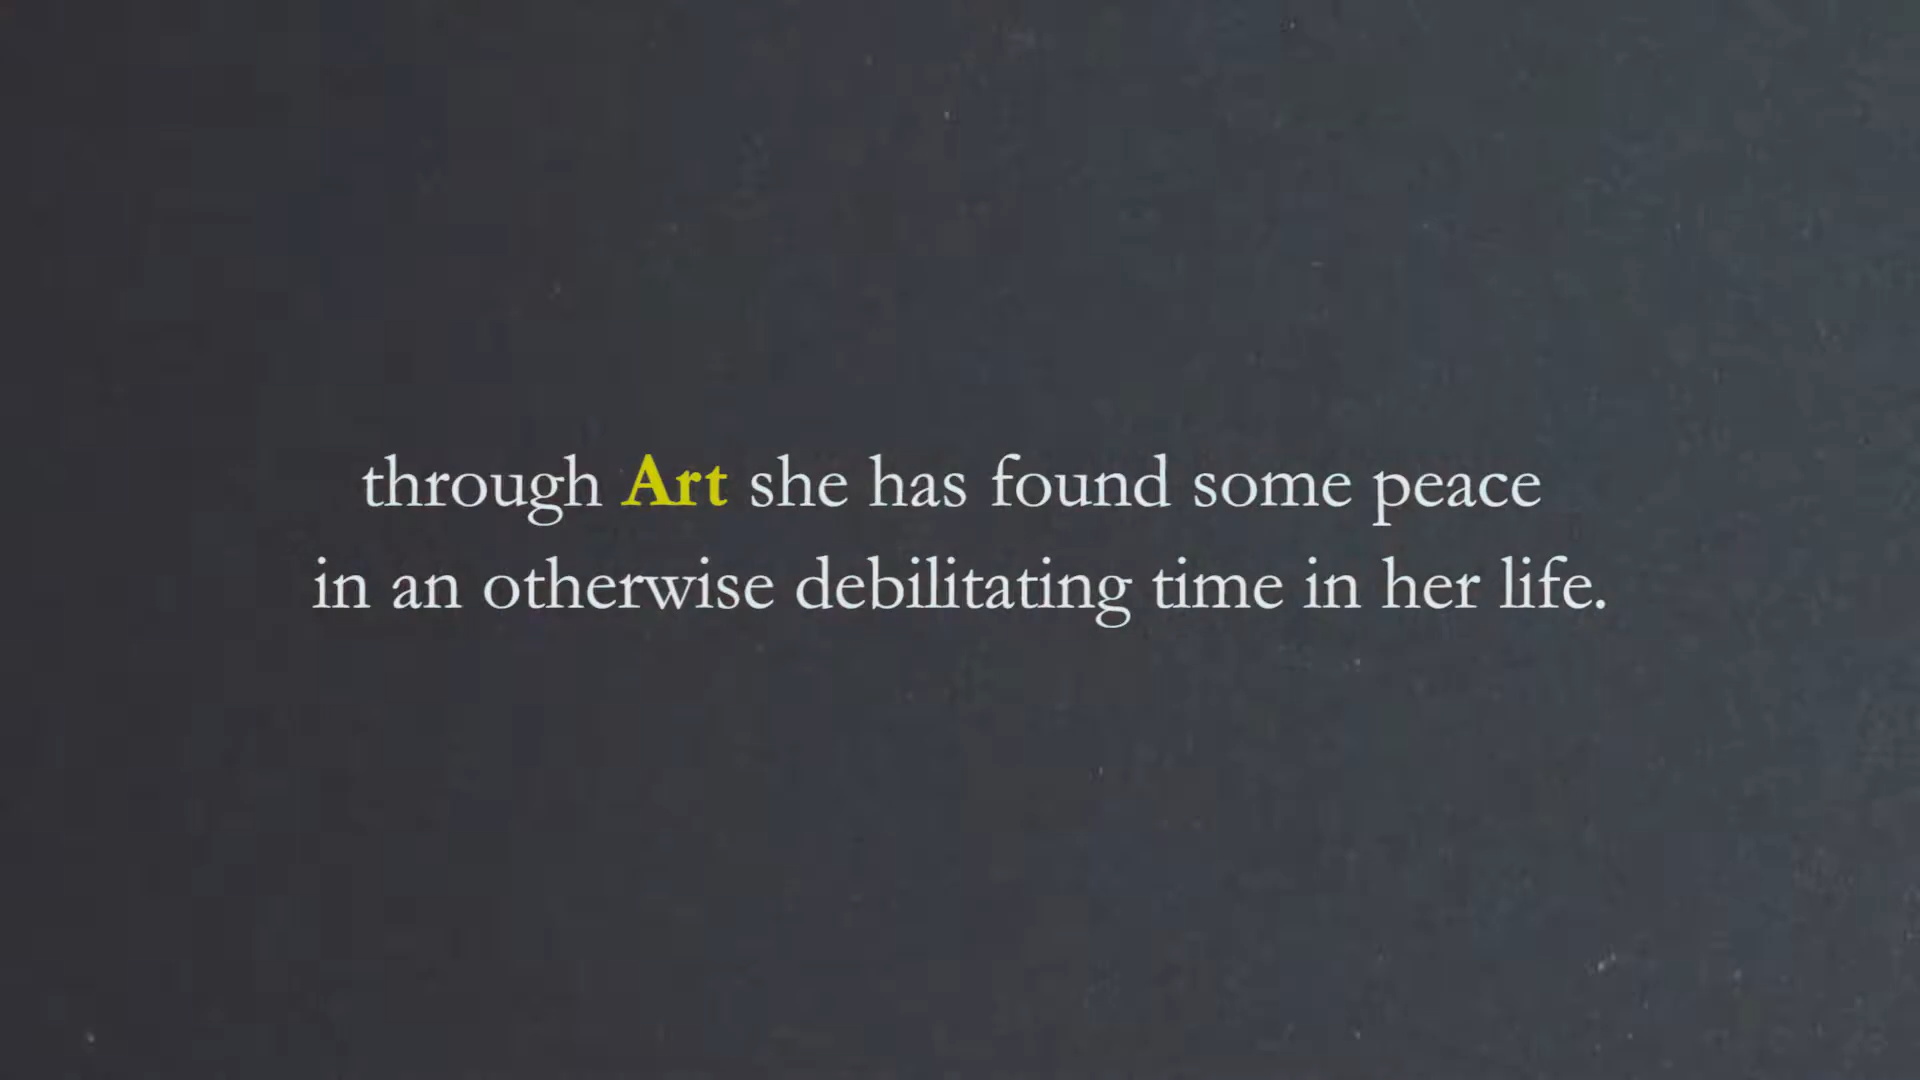 through Art she has found some peace
in an otherwise debilitating time in her life.